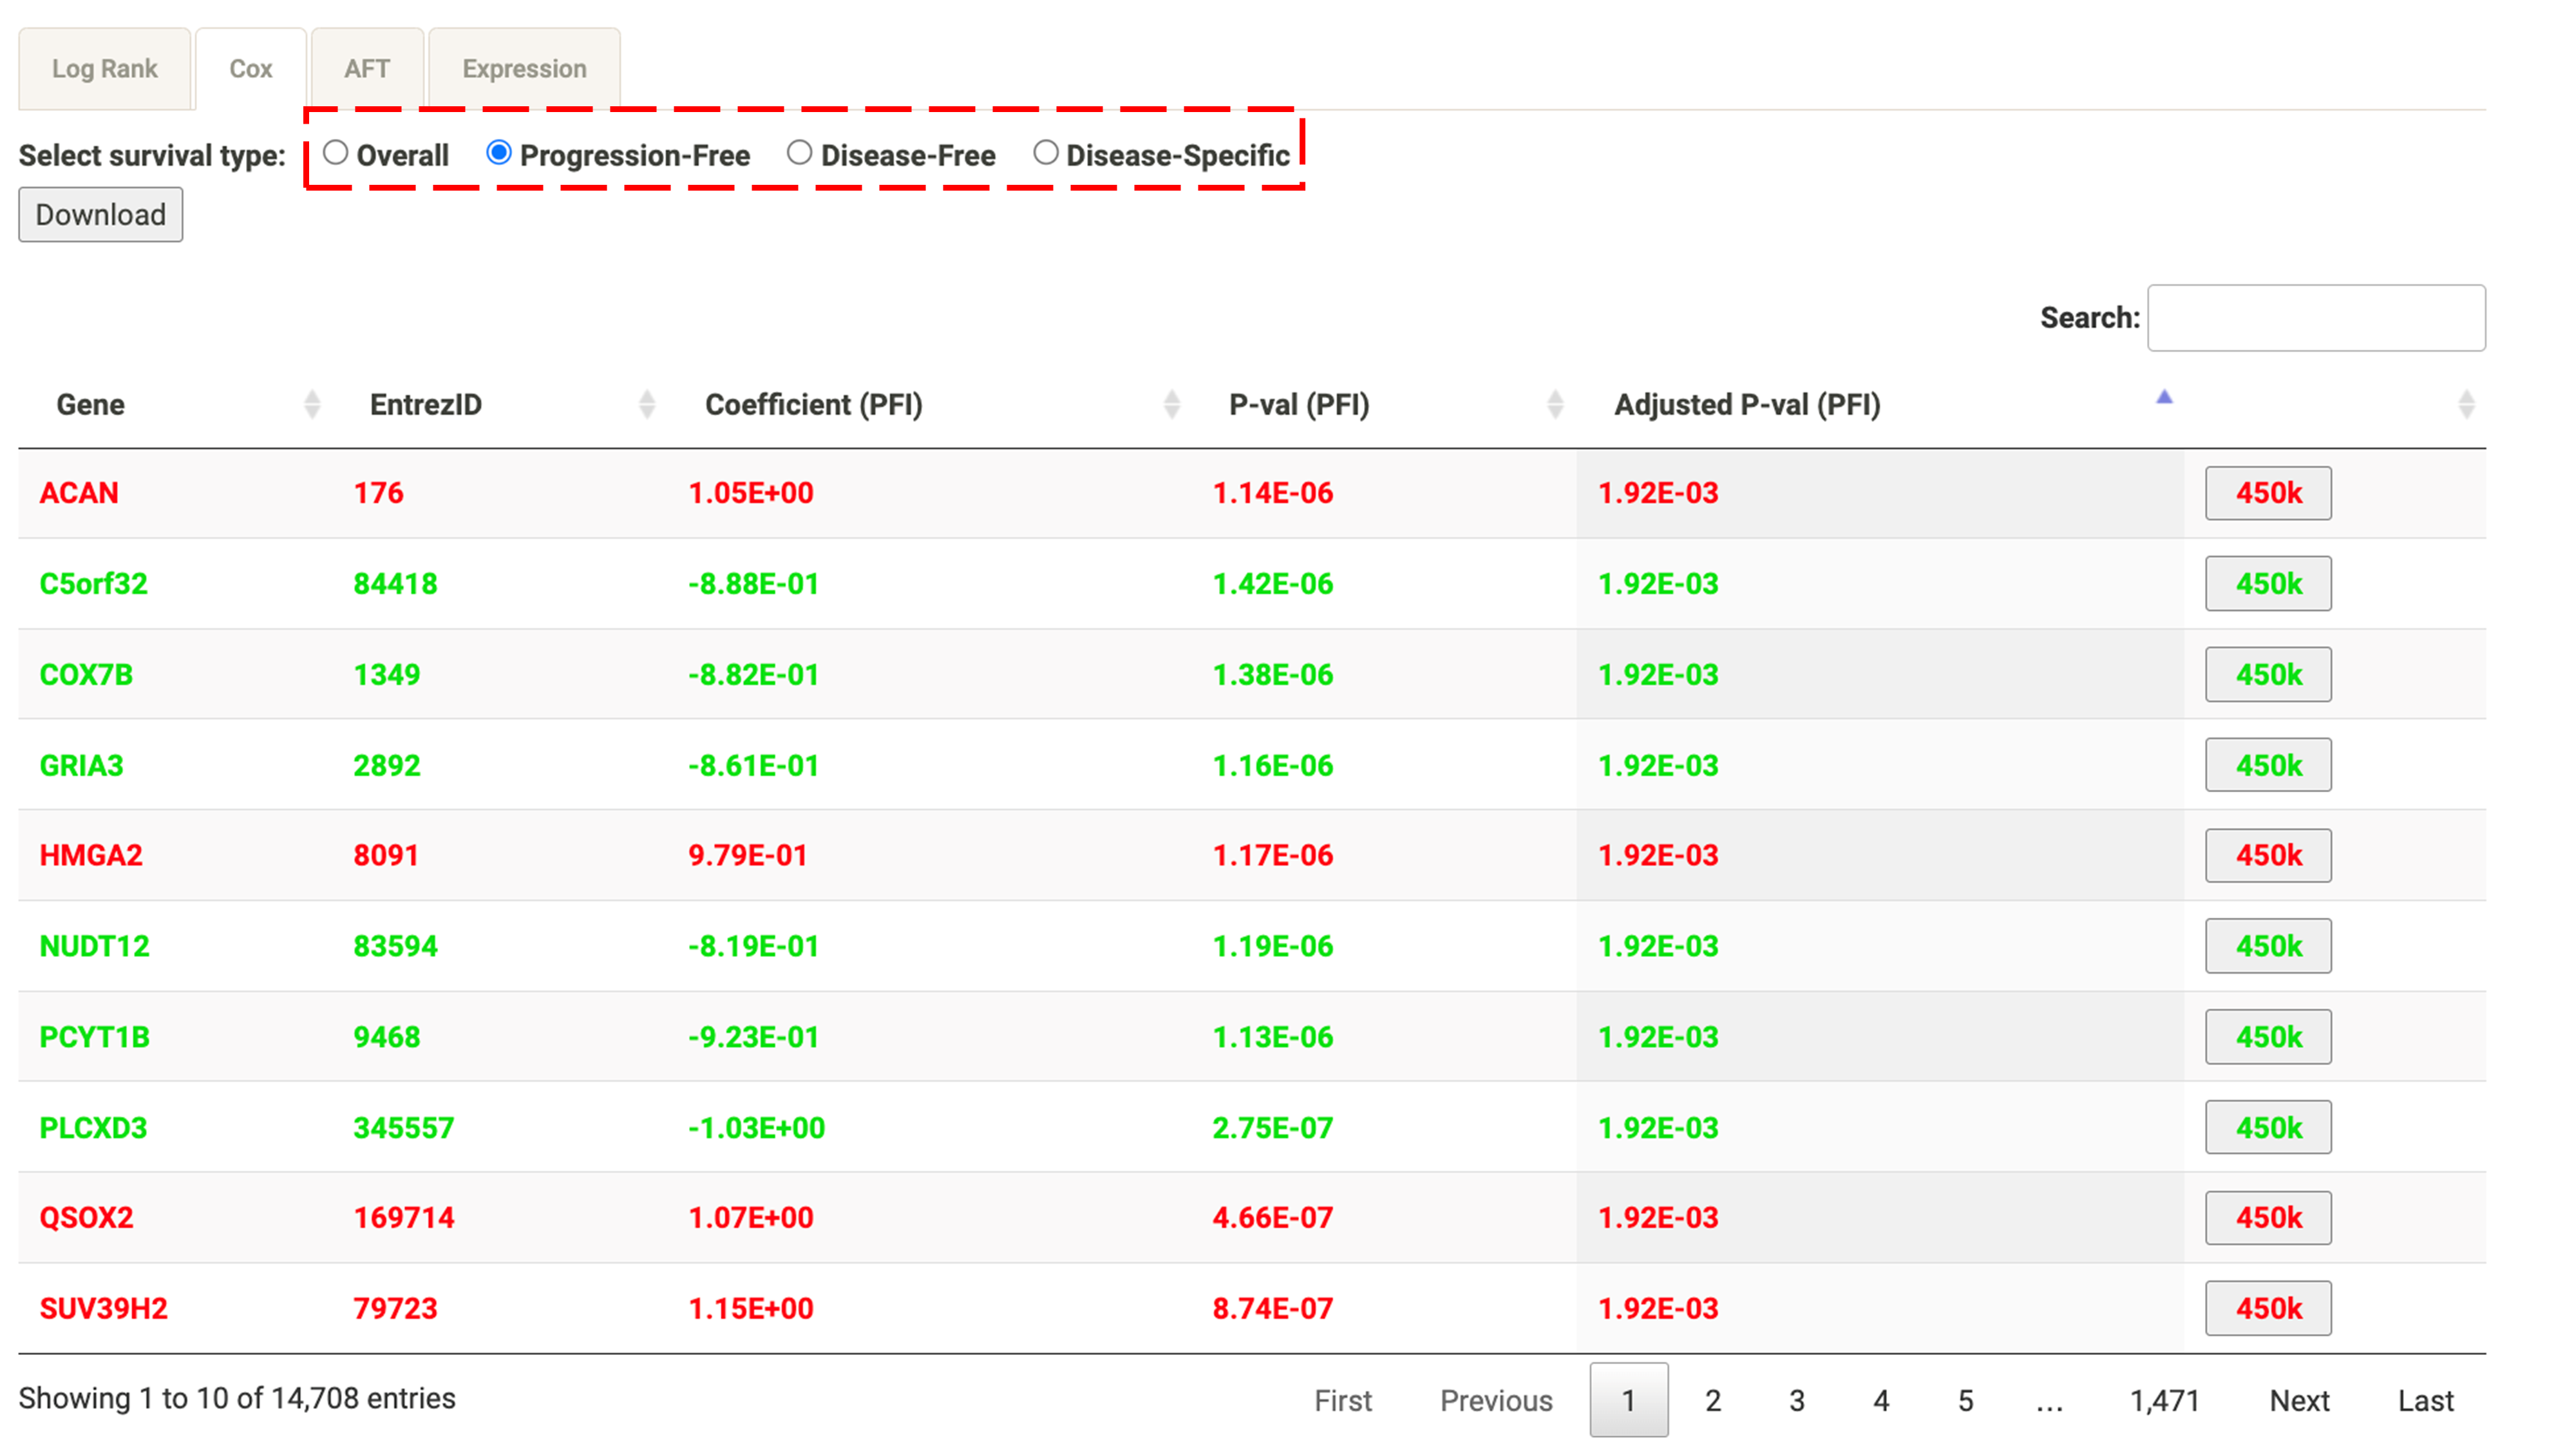 Log Rank Cox AFT Expression
Select survival type: Overall Progression-Free Disease-Free Disease-Specific
Download
Search:
Gene EntrezID Coefficient (PFI) P-val (PFI) Adjusted P-val (PFI)
ACAN 176 1.05E+00 1.14E-06 1.92E-03 450k
C5orf32 84418 -8.88E-01 1.42E-06 1.92E-03 450k
COX7B 1349 -8.82E-01 1.38E-06 1.92E-03 450k
GRIA3 2892 -8.61E-01 1.16E-06 1.92E-03 450k
HMGA2 8091 9.79E-01 1.17E-06 1.92E-03 450k
NUDT12 83594 -8.19E-01 1.19E-06 1.92E-03 450k
PCYT1B 9468 -9.23E-01 1.13E-06 1.92E-03 450k
PLCXD3 345557 -1.03E+00 2.75E-07 1.92E-03 450k
QSOX2 169714 1.07E+00 4.66E-07 1.92E-03 450k
SUV39H2 79723 1.15E+00 8.74E-07 1.92E-03 450k
Showing 1 to 10 of 14,708 entries First Previous 1 2 3 4 5 ... 1,471 Next Last